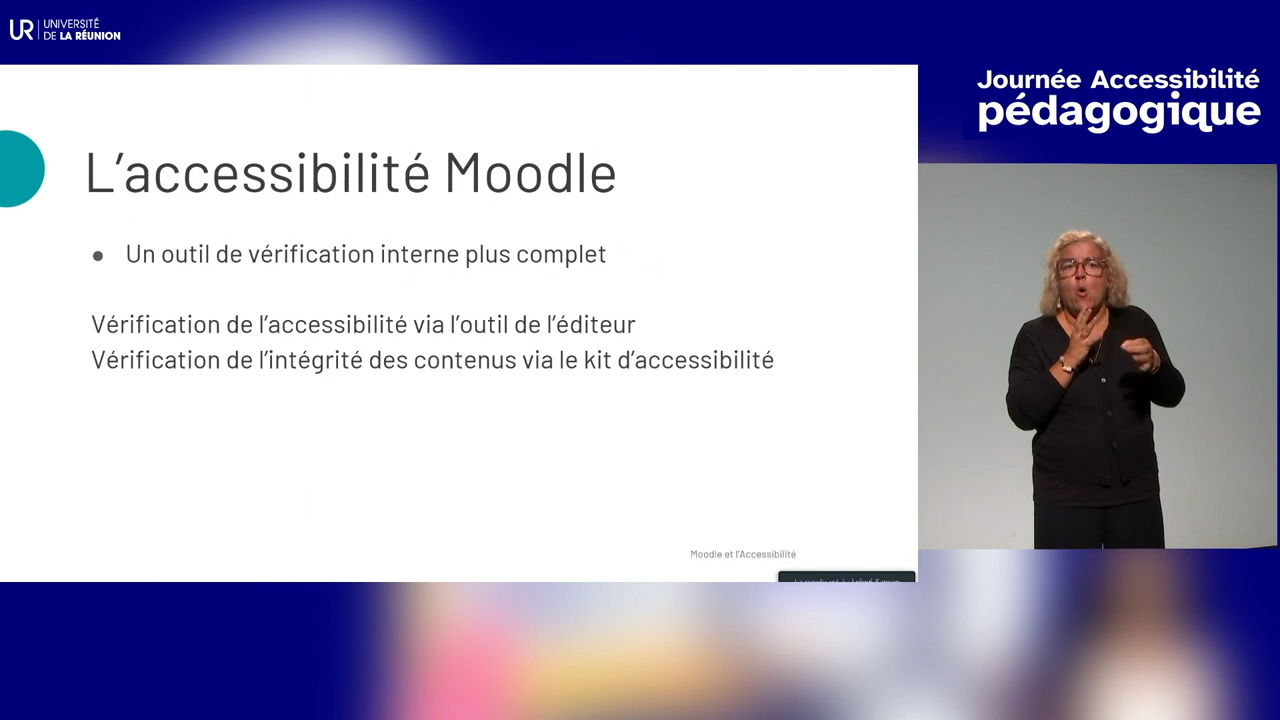 UR UNIVERSITÉ
DE LA RÉUNION
Journée Accessibilité
pédagogique
L'accessibilité Moodle
● Un outil de vérification interne plus complet
Vérification de l'accessibilité via l'outil de l'éditeur
Vérification de l'intégrité des contenus via le kit d'accessibilité
Moodle et l'Accessibilité